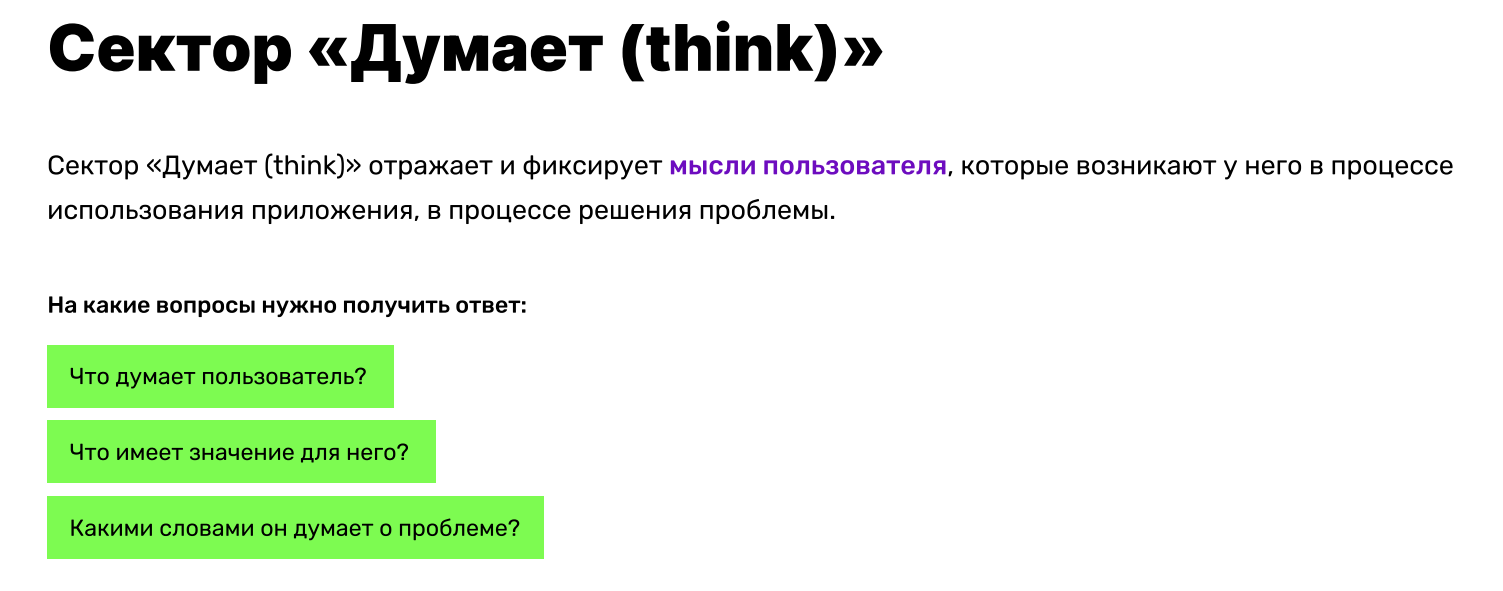 Сектор «Думает (think)»
Сектор «Думает (think)» отражает и фиксирует мысли пользователя, которые возникают у него в процессе
использования приложения, в процессе решения проблемы.
На какие вопросы нужно получить ответ:
Что думает пользователь?
Что имеет значение для него?
Какими словами он думает о проблеме?